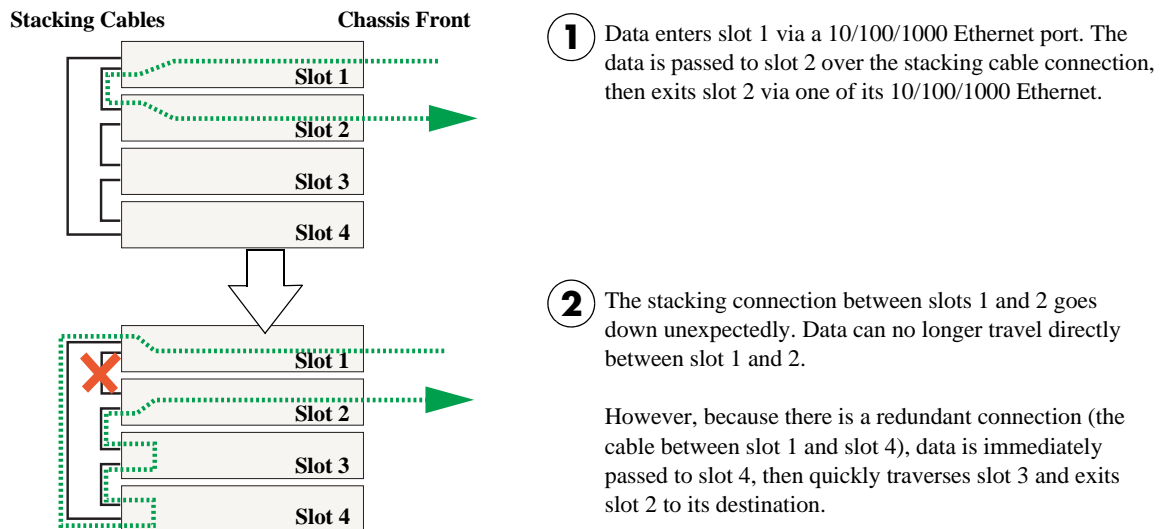 Stacking Cables
Chassis Front
Slot 1
Slot 2
Slot 3
Slot 4
1
Data enters slot 1 via a 10/100/1000 Ethernet port. The
data is passed to slot 2 over the stacking cable connection,
then exits slot 2 via one of its 10/100/1000 Ethernet.
Slot 1
Slot 2
Slot 3
Slot 4
2
The stacking connection between slots 1 and 2 goes
down unexpectedly. Data can no longer travel directly
between slot 1 and 2.
However, because there is a redundant connection (the
cable between slot 1 and slot 4), data is immediately
passed to slot 4, then quickly traverses slot 3 and exits
slot 2 to its destination.